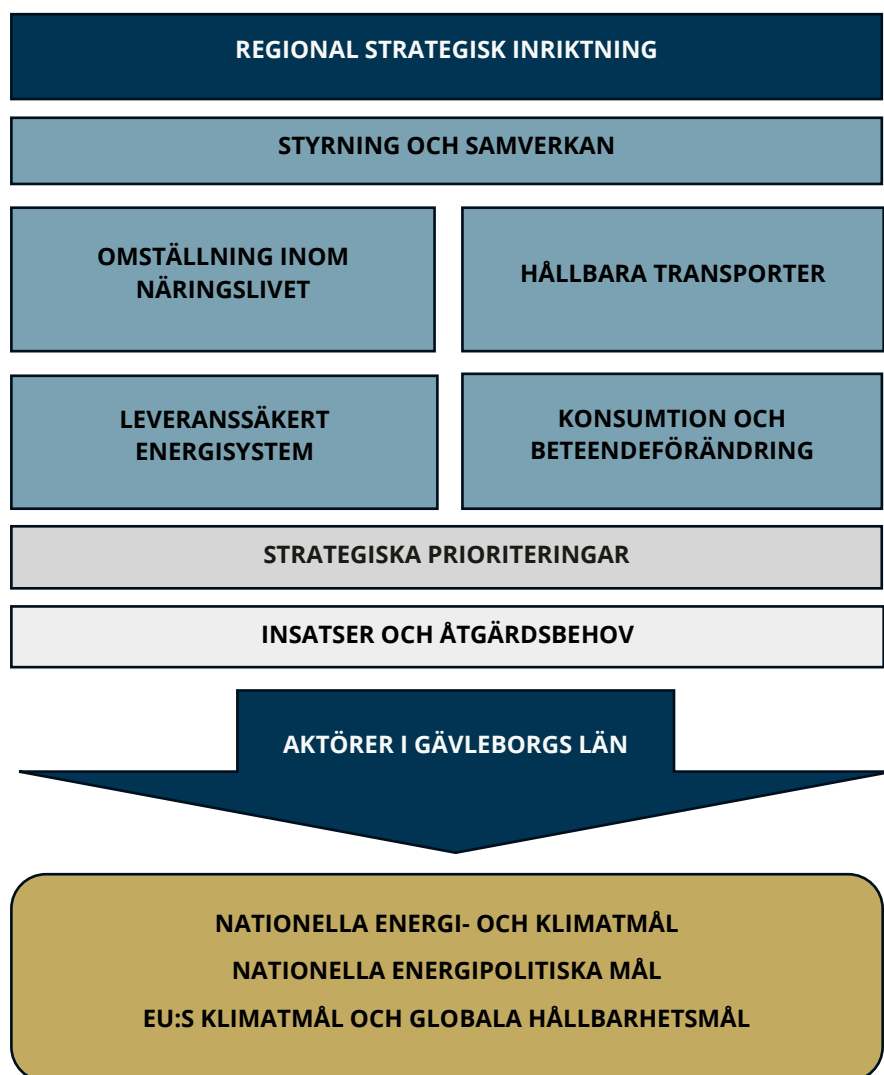 REGIONAL STRATEGISK INRIKTNING
STYRNING OCH SAMVERKAN
OMSTÄLLNING INOM
NÄRINGSLIVET
HÅLLBARA TRANSPORTER
LEVERANSSÄKERT
ENERGISYSTEM
KONSUMTION OCH
BETEENDEFÖRÄNDRING
STRATEGISKA PRIORITERINGAR
INSATSER OCH ÅTGÄRDSBEHOV
AKTÖRER I GÄVLEBORGS LÄN
NATIONELLA ENERGI- OCH KLIMATMÅL
NATIONELLA ENERGIPOLITISKA MÅL
EU:S KLIMATMÅL OCH GLOBALA HÅLLBARHETSMÅL